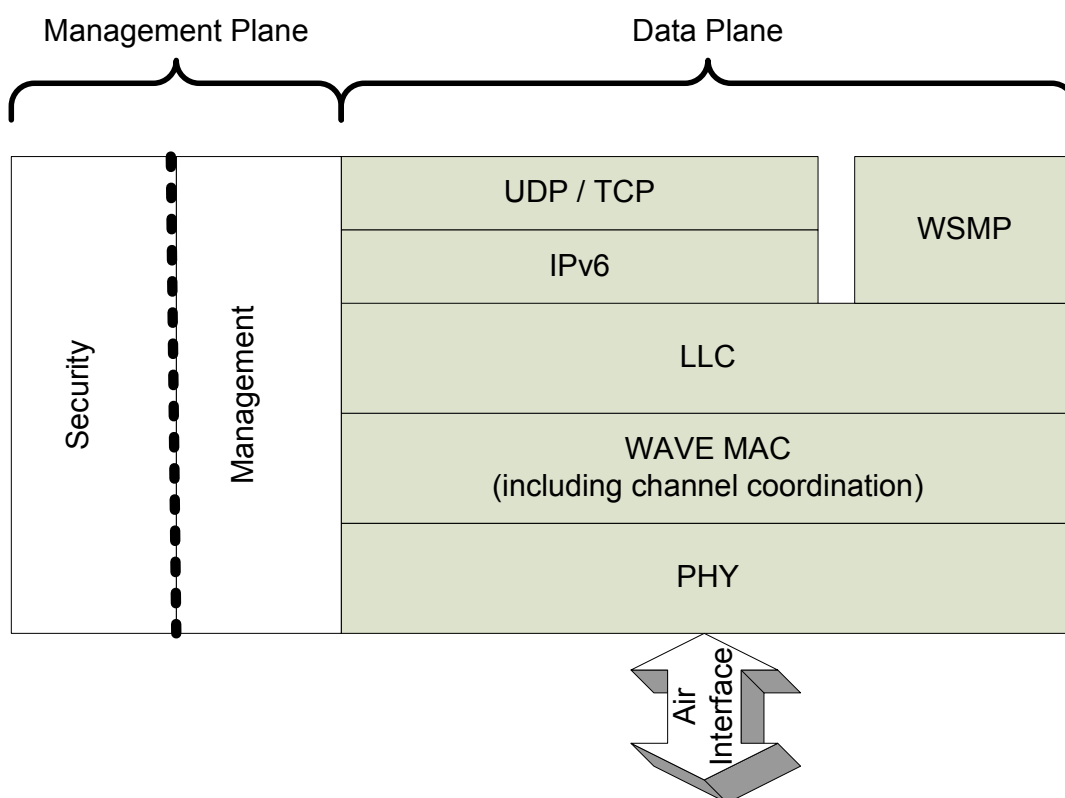 Management Plane
Data Plane
UDP / TCP
WSMP
IPv6
Security
Management
LLC
WAVE MAC
(including channel coordination)
PHY
Air
Interface